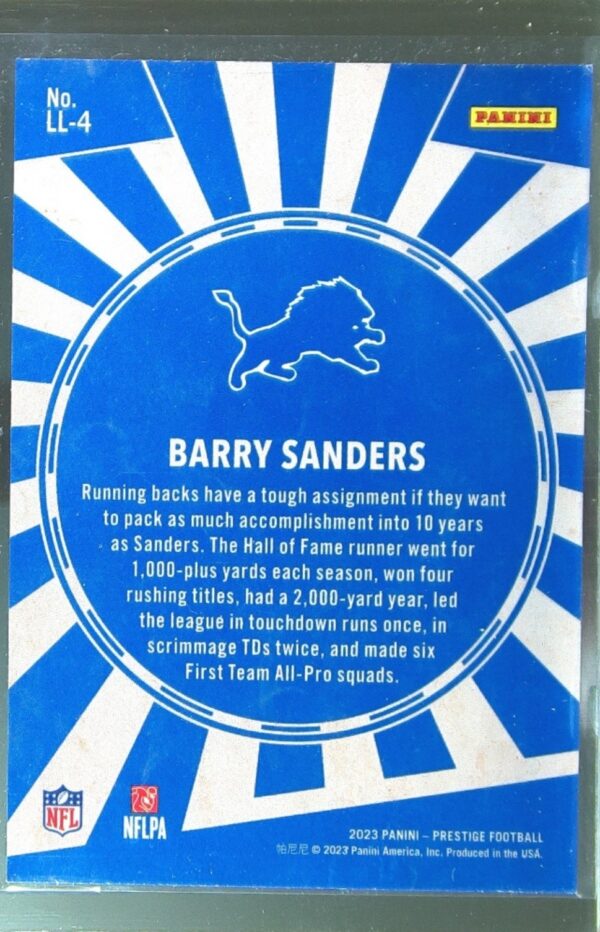 No.
LL-4
PANINI
BARRY SANDERS
Running backs have a tough assignment if they want
to pack as much accomplishment into 10 years
as Sanders. The Hall of Fame runner went for
1,000-plus yards each season, won four
rushing titles, had a 2,000-yard year, led
the league in touchdown runs once, in
scrimmage TDs twice, and made six
First Team All-Pro squads.
NFL
NFLPA
2023 PANINI – PRESTIGE FOOTBALL
帕尼尼 © 2023 Panini America, Inc. Produced in the USA.